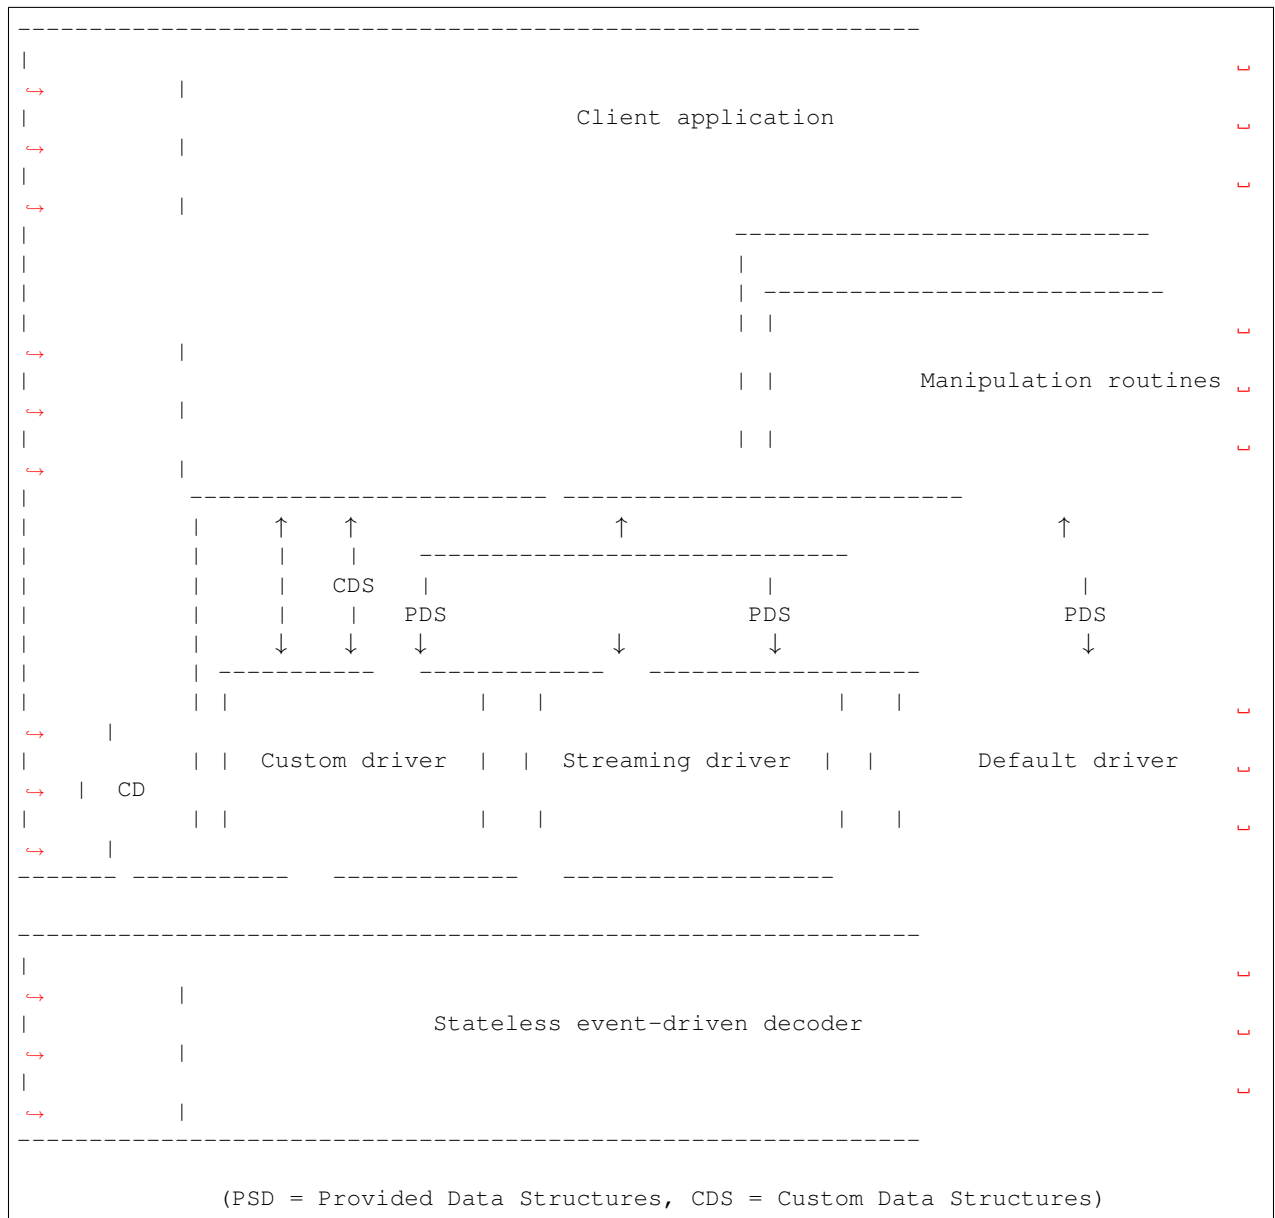 Client application
Manipulation routines
CDS
PDS PDS PDS
Custom driver Streaming driver Default driver
CD
Stateless event-driven decoder
(PSD = Provided Data Structures, CDS = Custom Data Structures)